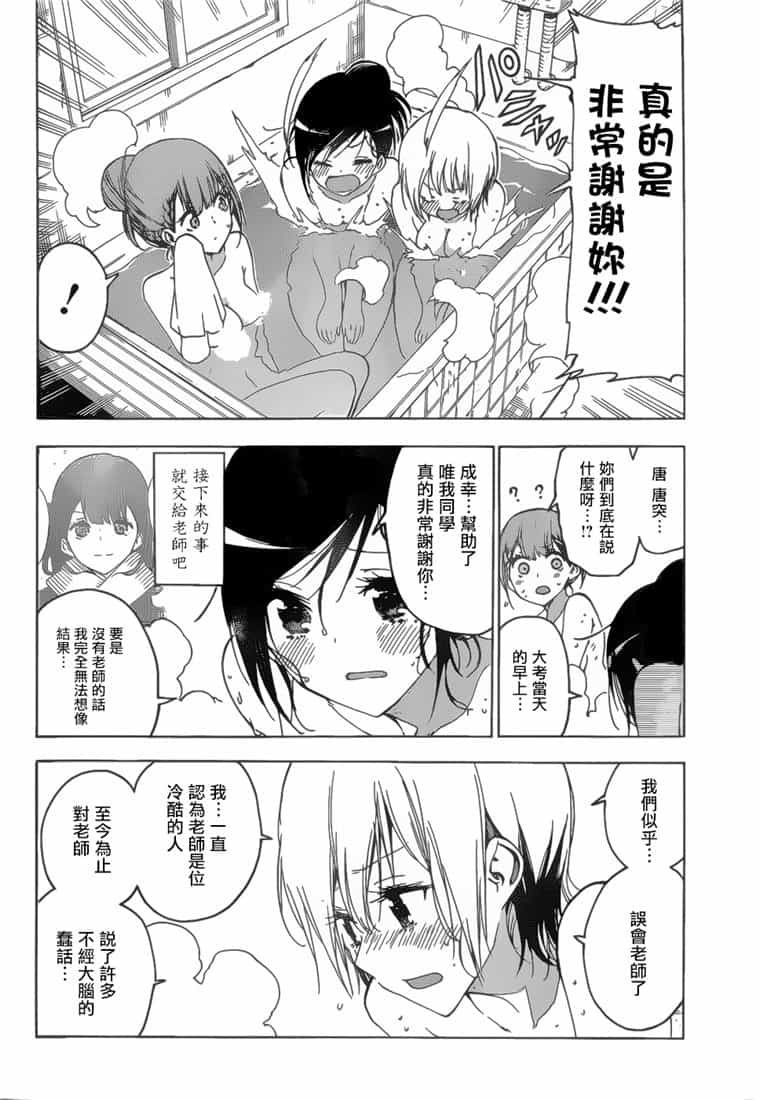 真的是
非常謝謝妳!!!
パシャァ
!
唐 唐突…
妳們到底在說
什麼呀…!?
? ?
大考當天
的早上…
成幸…幫助了
唯我同學
真的非常謝謝你…
接下來的事
就交給老師吧
要是
沒有老師的話
我完全無法想像
結果…
我們似乎…
誤會老師了
我…一直
認為老師是位
冷酷的人
至今為止
對老師
說了許多
不經大腦的
蠢話…